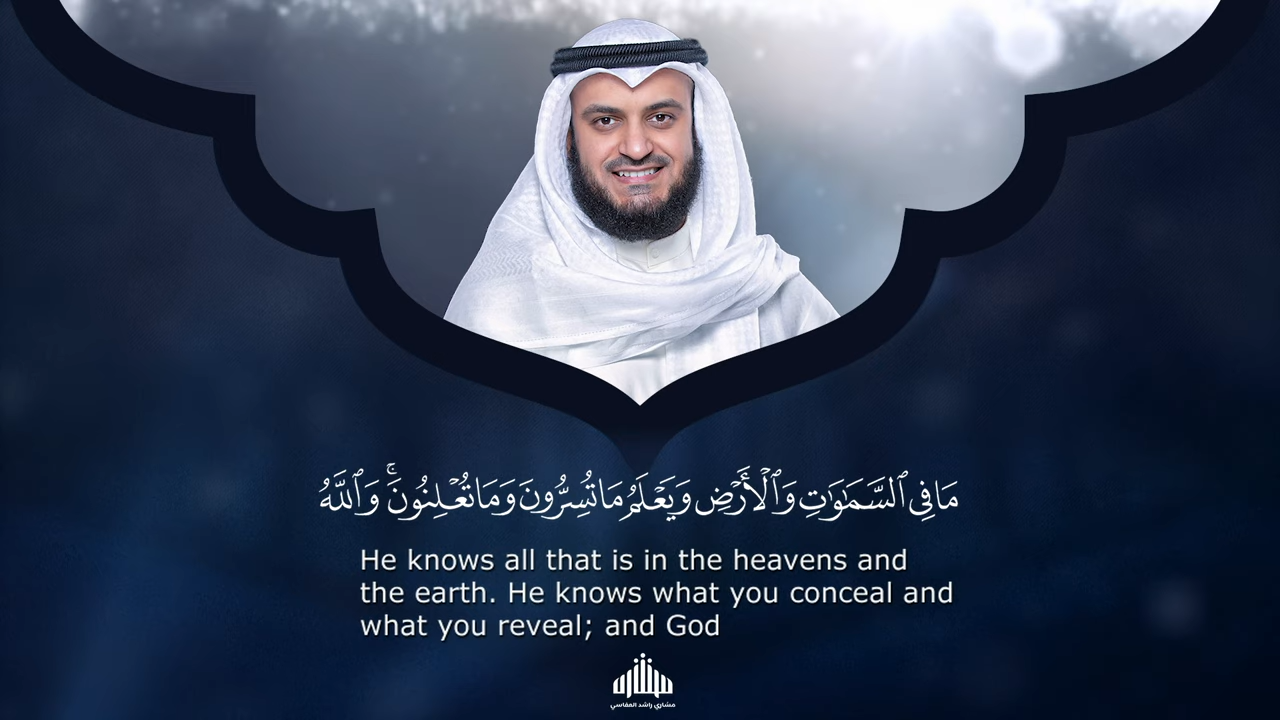 مَا فِى ٱلسَّمَٰوَٰتِ وَٱلْأَرْضِ وَيَعْلَمُ مَا تُسِرُّونَ وَمَا تُعْلِنُونَ ۚ وَٱللَّهُ
He knows all that is in the heavens and
the earth. He knows what you conceal and
what you reveal; and God
مشاري راشد العفاسي